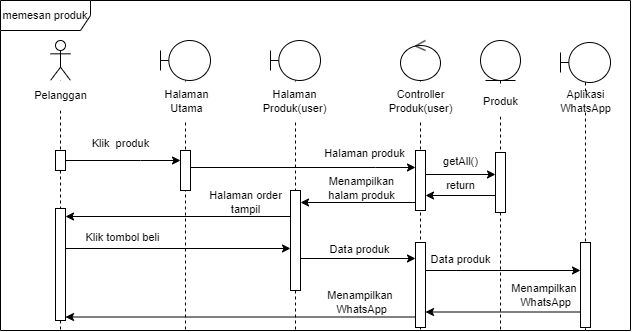 memesan produk
Pelanggan
Halaman
Utama
Halaman
Produk(user)
Controller
Produk(user)
Produk
Aplikasi
WhatsApp
Klik produk
Halaman produk
getAll()
return
Menampilkan
halam produk
Halaman order
tampil
Klik tombol beli
Data produk
Data produk
Menampilkan
WhatsApp
Menampilkan
WhatsApp